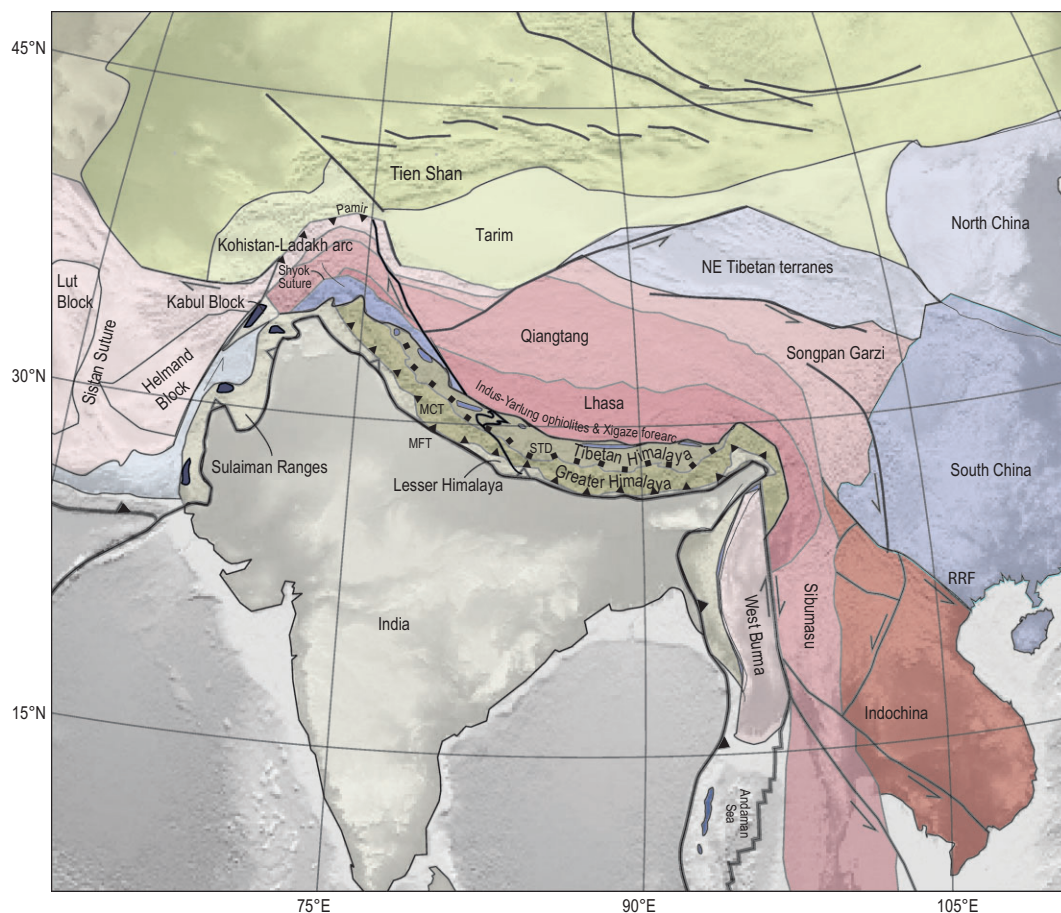 45°N
Tien Shan
Pamir
North China
Tarim
Kohistan-Ladakh arc
NE Tibetan terranes
Shyok
Suture
Lut
Block
Kabul Block
Qiangtang
Songpan Garzi
Sistan Suture
Helmand
Block
30°N
Indus-Yarlung ophiolites & Xigaze forearc
Lhasa
MCT
MFT
STD
Tibetan Himalaya
Sulaiman Ranges
Lesser Himalaya
Greater Himalaya
South China
RRF
India
West Burma
Sibumasu
15°N
Indochina
Andaman
Sea
75°E
90°E
105°E